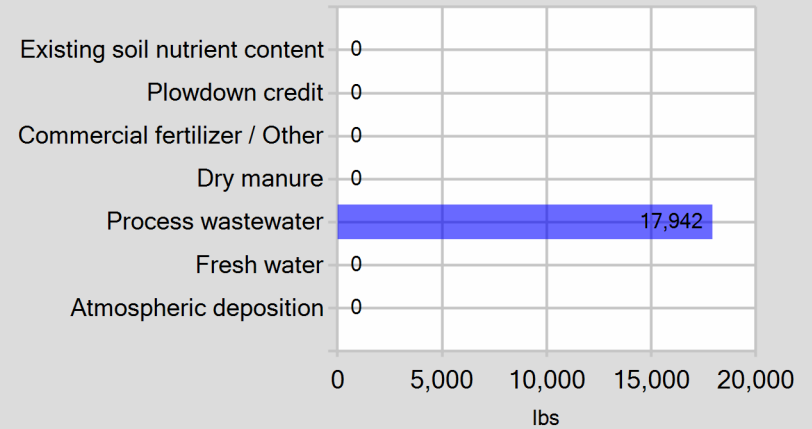 Existing soil nutrient content 0
Plowdown credit 0
Commercial fertilizer / Other 0
Dry manure 0
Process wastewater 17,942
Fresh water 0
Atmospheric deposition 0
0 5,000 10,000 15,000 20,000
lbs